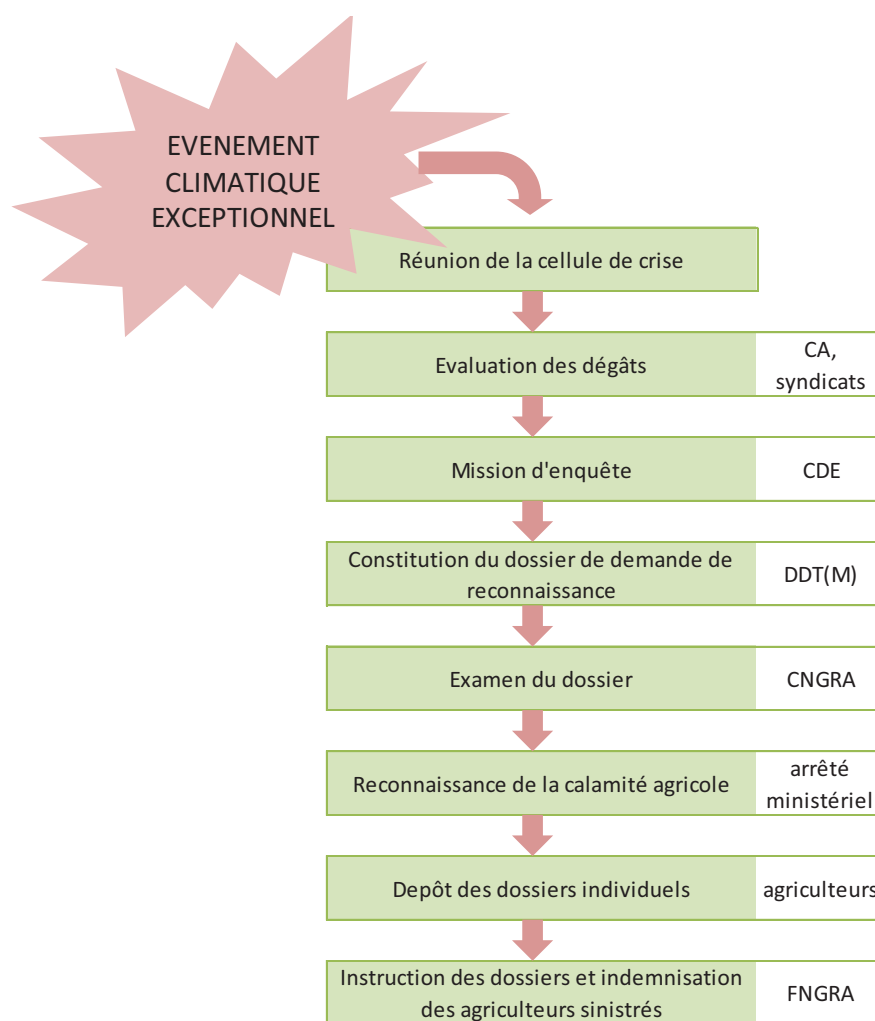 EVENEMENT
CLIMATIQUE
EXCEPTIONNEL
Réunion de la cellule de crise
Evaluation des dégâts
CA,
syndicats
Mission d'enquête
CDE
Constitution du dossier de demande de
reconnaissance
DDT(M)
Examen du dossier
CNGRA
Reconnaissance de la calamité agricole
arrêté
ministériel
Depôt des dossiers individuels
agriculteurs
Instruction des dossiers et indemnisation
des agriculteurs sinistrés
FNGRA